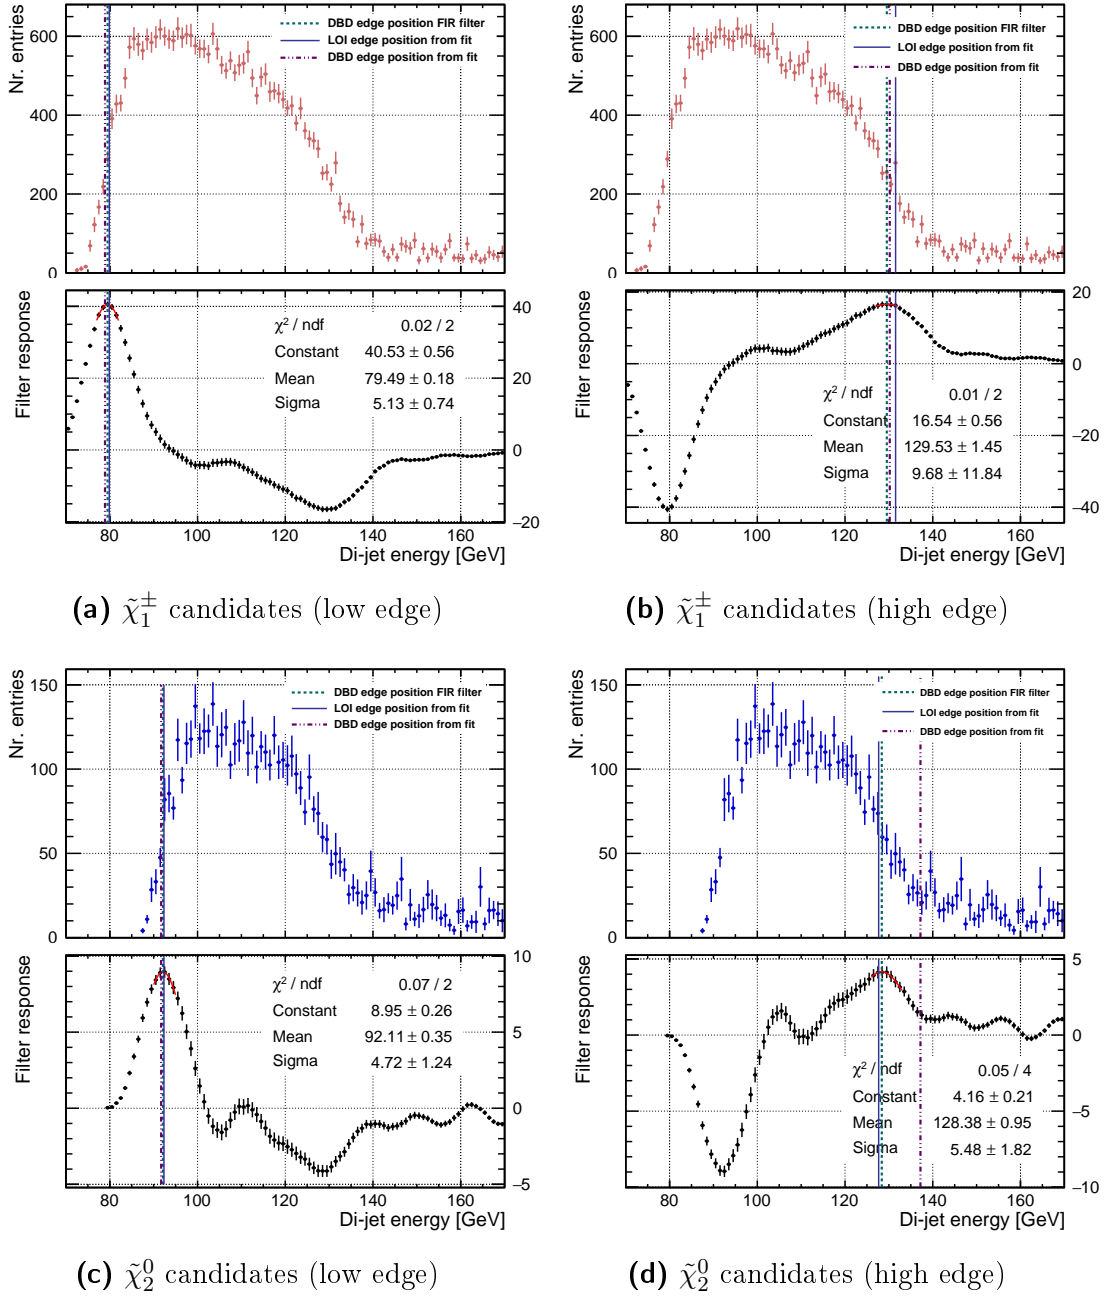 Nr. entries
600
400
200
0
DBD edge position FIR filter
LOI edge position from fit
DBD edge position from fit
Filter response
40
20
0
−20
χ² / ndf 0.02 / 2
Constant 40.53 ± 0.56
Mean 79.49 ± 0.18
Sigma 5.13 ± 0.74
80 100 120 140 160
Di-jet energy [GeV]
(a) χ̃₁± candidates (low edge)
Nr. entries
600
400
200
0
DBD edge position FIR filter
LOI edge position from fit
DBD edge position from fit
Filter response
20
0
−20
−40
χ² / ndf 0.01 / 2
Constant 16.54 ± 0.56
Mean 129.53 ± 1.45
Sigma 9.68 ± 11.84
80 100 120 140 160
Di-jet energy [GeV]
(b) χ̃₁± candidates (high edge)
Nr. entries
150
100
50
0
DBD edge position FIR filter
LOI edge position from fit
DBD edge position from fit
Filter response
10
5
0
−5
χ² / ndf 0.07 / 2
Constant 8.95 ± 0.26
Mean 92.11 ± 0.35
Sigma 4.72 ± 1.24
80 100 120 140 160
Di-jet energy [GeV]
(c) χ̃₂⁰ candidates (low edge)
Nr. entries
150
100
50
0
DBD edge position FIR filter
LOI edge position from fit
DBD edge position from fit
Filter response
5
0
−5
−10
χ² / ndf 0.05 / 4
Constant 4.16 ± 0.21
Mean 128.38 ± 0.95
Sigma 5.48 ± 1.82
80 100 120 140 160
Di-jet energy [GeV]
(d) χ̃₂⁰ candidates (high edge)